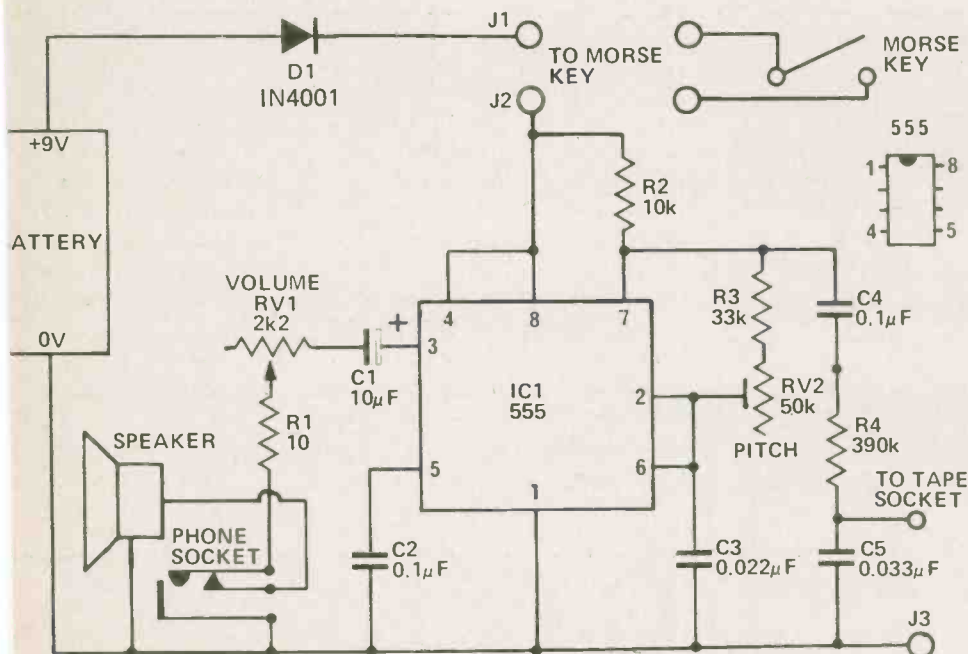 J1
D1
IN4001
TO MORSE
KEY
J2
MORSE
KEY
555
1
8
4
5
+9V
ATTERY
0V
R2
10k
VOLUME
RV1
2k2
C1
10µF
+
3
4
8
7
IC1
555
2
6
5
1
R3
33k
RV2
50k
PITCH
C4
0.1µF
R4
390k
TO TAPE
SOCKET
R1
10
SPEAKER
PHONE
SOCKET
C2
0.1µF
C3
0.022µF
C5
0.033µF
J3